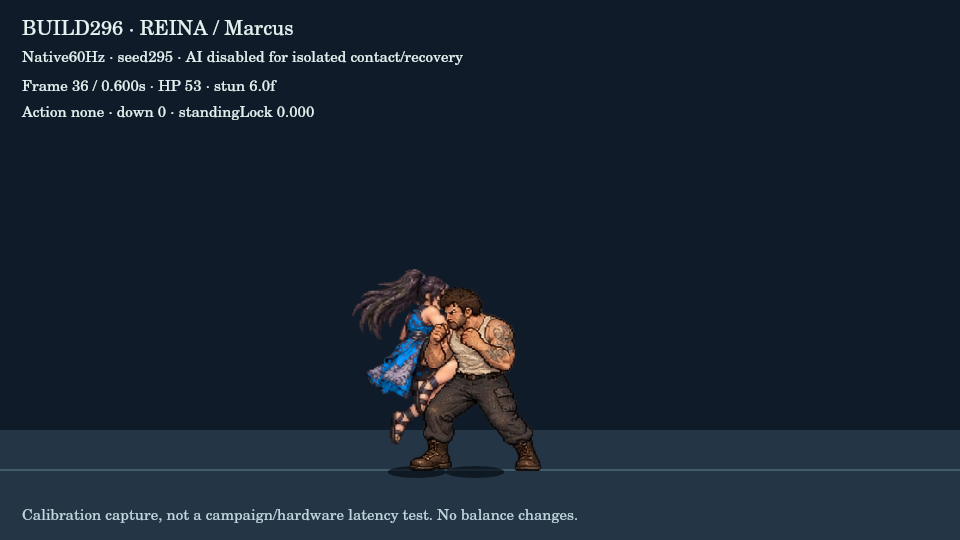 BUILD296 · REINA / Marcus
Native60Hz · seed295 · AI disabled for isolated contact/recovery
Frame 36 / 0.600s · HP 53 · stun 6.0f
Action none · down 0 · standingLock 0.000
Calibration capture, not a campaign/hardware latency test. No balance changes.